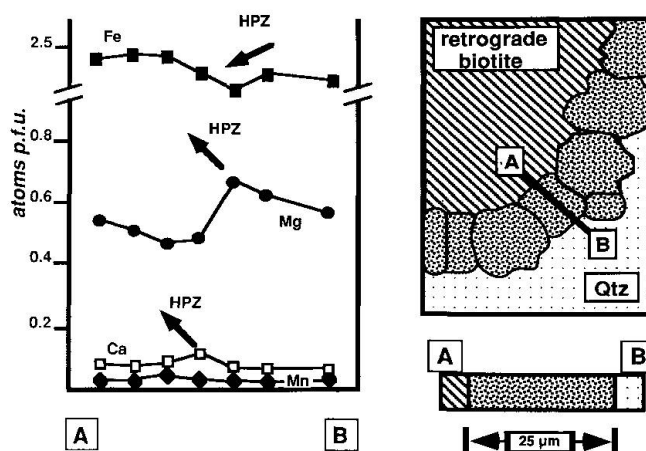 Fe
HPZ
2.5
0.8
HPZ
atoms p.f.u.
0.6
Mg
0.4
HPZ
0.2
Ca
Mn
A
B
retrograde
biotite
A
B
Qtz
A
B
25 µm